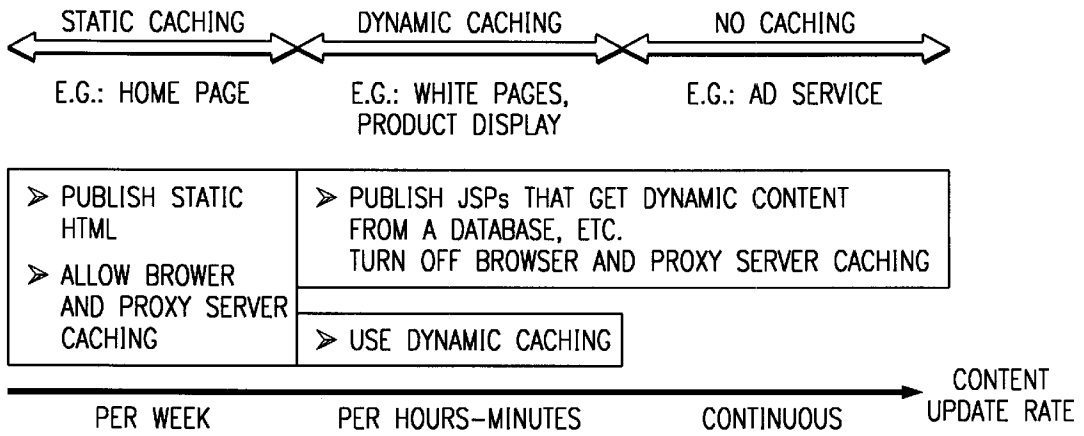 STATIC CACHING
DYNAMIC CACHING
NO CACHING
E.G.: HOME PAGE
E.G.: WHITE PAGES,
PRODUCT DISPLAY
E.G.: AD SERVICE
➢ PUBLISH STATIC
HTML
➢ ALLOW BROWER
AND PROXY SERVER
CACHING
➢ PUBLISH JSPs THAT GET DYNAMIC CONTENT
FROM A DATABASE, ETC.
TURN OFF BROWSER AND PROXY SERVER CACHING
➢ USE DYNAMIC CACHING
PER WEEK
PER HOURS-MINUTES
CONTINUOUS
CONTENT
UPDATE RATE